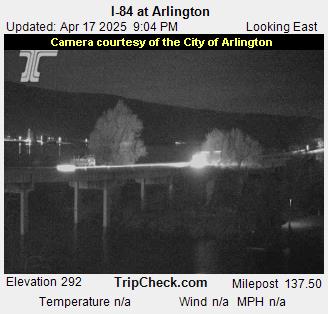 I-84 at Arlington
Updated: Apr 17 2025 9:04 PM Looking East
Camera courtesy of the City of Arlington
Elevation 292 TripCheck.com Milepost 137.50
Temperature n/a Wind n/a MPH n/a